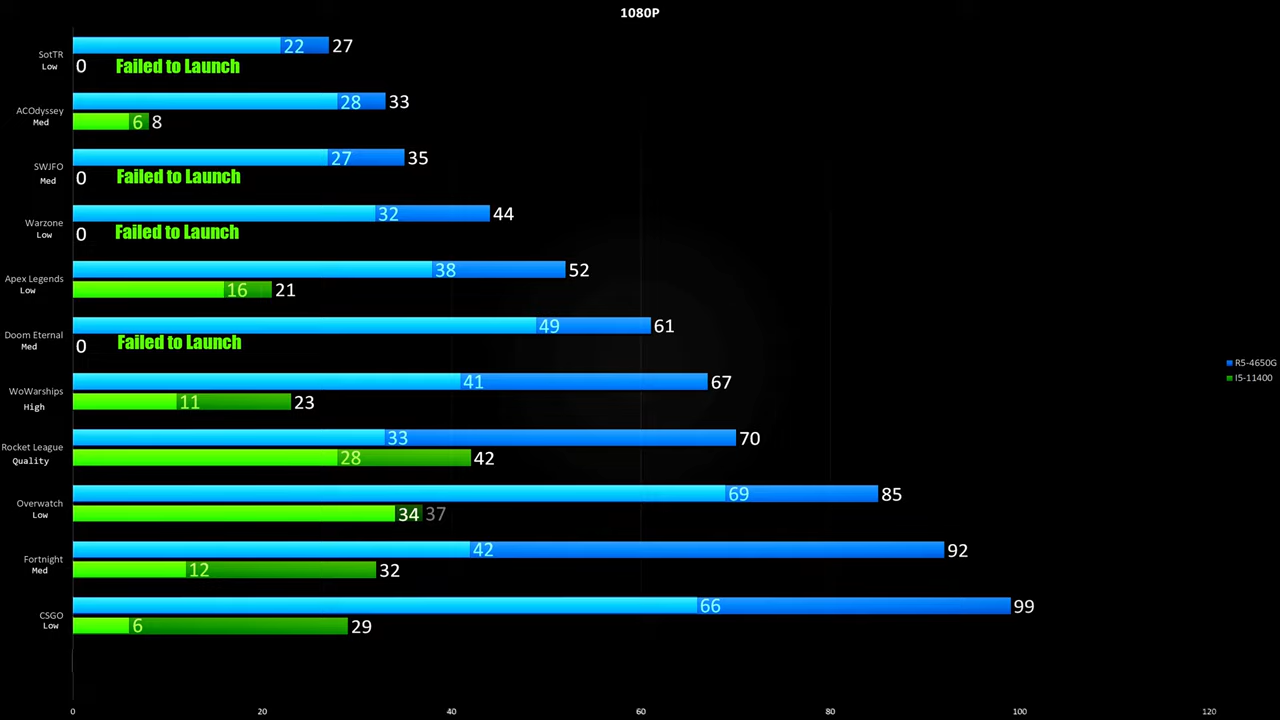 1080P
SotTR
Low
22
27
0
Failed to Launch
ACOdyssey
Med
28
33
6
8
SWJFO
Med
27
35
0
Failed to Launch
Warzone
Low
32
44
0
Failed to Launch
Apex Legends
Low
38
52
16
21
Doom Eternal
Med
49
61
0
Failed to Launch
WoWarships
High
41
67
11
23
Rocket League
Quality
33
70
28
42
Overwatch
Low
69
85
34
37
Fortnight
Med
42
92
12
32
CSGO
Low
66
99
6
29
R5-4650G
I5-11400
0 20 40 60 80 100 120